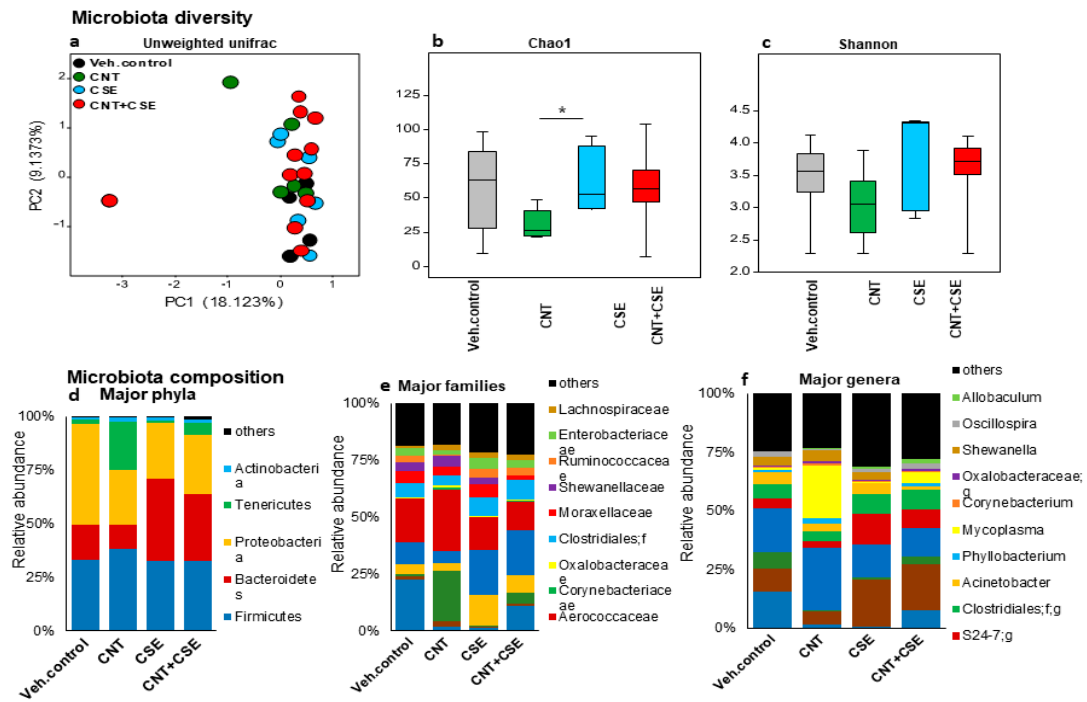 Microbiota diversity
a
Unweighted unifrac
Veh.control
CNT
CSE
CNT+CSE
2
1
0
−1
PC2 (9.1373%)
-3
-2
-1
0
1
PC1 (18.123%)
b
Chao1
125
100
75
50
25
0
*
Veh.control
CNT
CSE
CNT+CSE
c
Shannon
4.5
4.0
3.5
3.0
2.5
2.0
Veh.control
CNT
CSE
CNT+CSE
Microbiota composition
d
Major phyla
Relative abundance
100%
75%
50%
25%
0%
Veh.control
CNT
CSE
CNT+CSE
others
Actinobacteri
a
Tenericutes
Proteobacteri
a
Bacteroidete
s
Firmicutes
e
Major families
Relative abundance
100%
75%
50%
25%
0%
Veh.control
CNT
CSE
CNT+CSE
others
Lachnospiraceae
Enterobacteriac
eae
Ruminococcacea
e
Shewanellaceae
Moraxellaceae
Clostridiales;f
Oxalobacteracea
e
Corynebacteriac
eae
Aerococcaceae
f
Major genera
Relative abundance
100%
75%
50%
25%
0%
Veh.control
CNT
CSE
CNT+CSE
others
Allobaculum
Oscillospira
Shewanella
Oxalobacteraceae;
g
Corynebacterium
Mycoplasma
Phyllobacterium
Acinetobacter
Clostridiales;f;g
S24-7;g